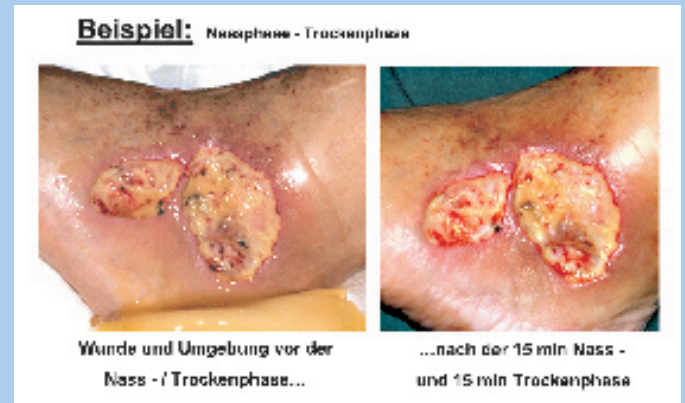 Beispiel: Nassphase - Trockenphase
Wunde und Umgebung vor der
Nass - / Trockenphase...
...nach der 15 min Nass -
und 15 min Trockenphase